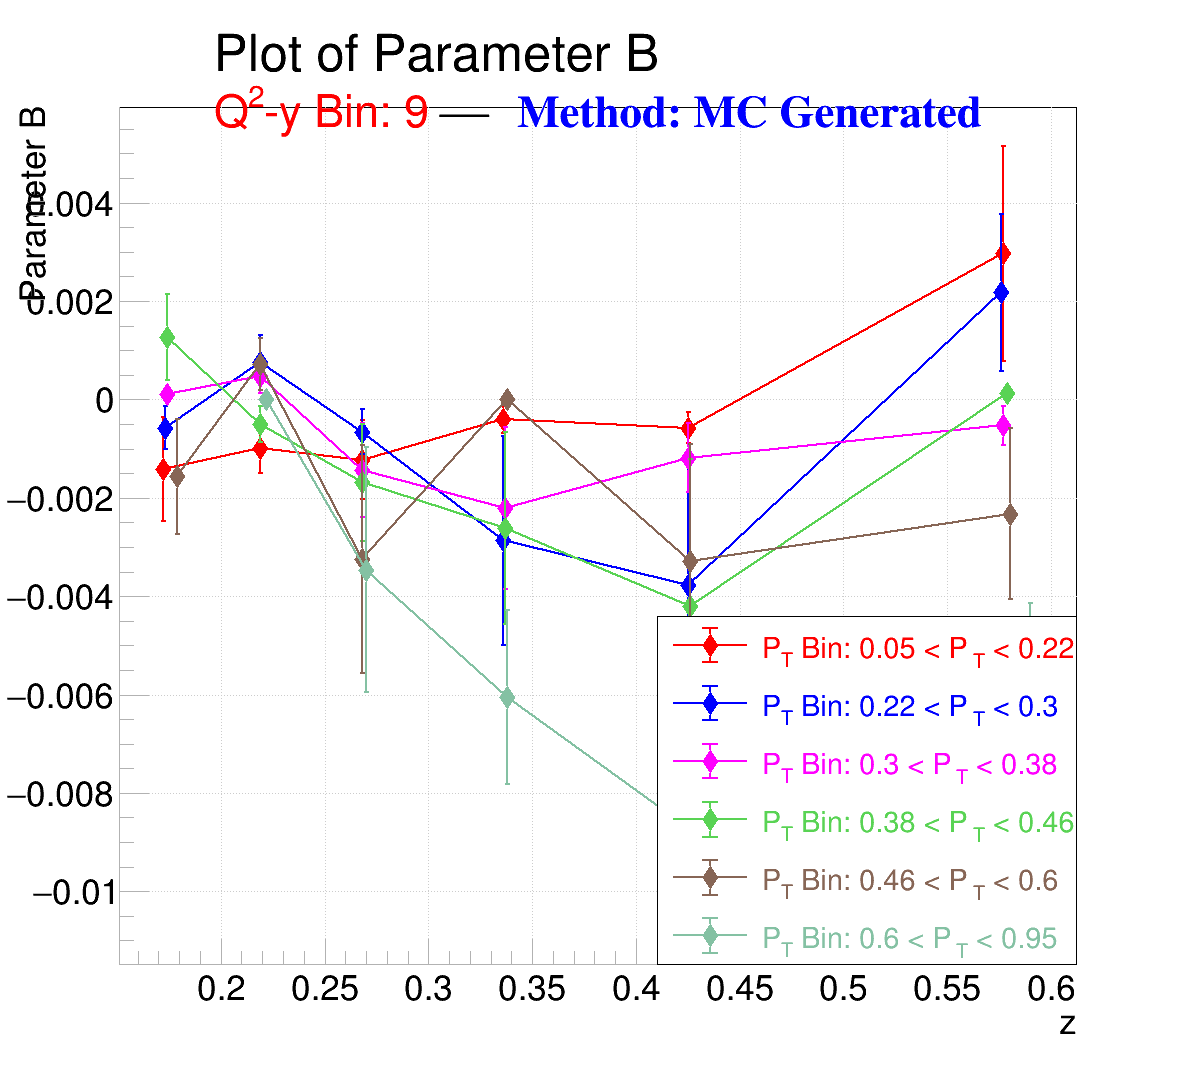 Plot of Parameter B
Q²-y Bin: 9 — Method: MC Generated
Parameter B
0.004
0.002
0
−0.002
−0.004
−0.006
−0.008
−0.01
P_T Bin: 0.05 < P_T < 0.22
P_T Bin: 0.22 < P_T < 0.3
P_T Bin: 0.3 < P_T < 0.38
P_T Bin: 0.38 < P_T < 0.46
P_T Bin: 0.46 < P_T < 0.6
P_T Bin: 0.6 < P_T < 0.95
0.2 0.25 0.3 0.35 0.4 0.45 0.5 0.55 0.6
z